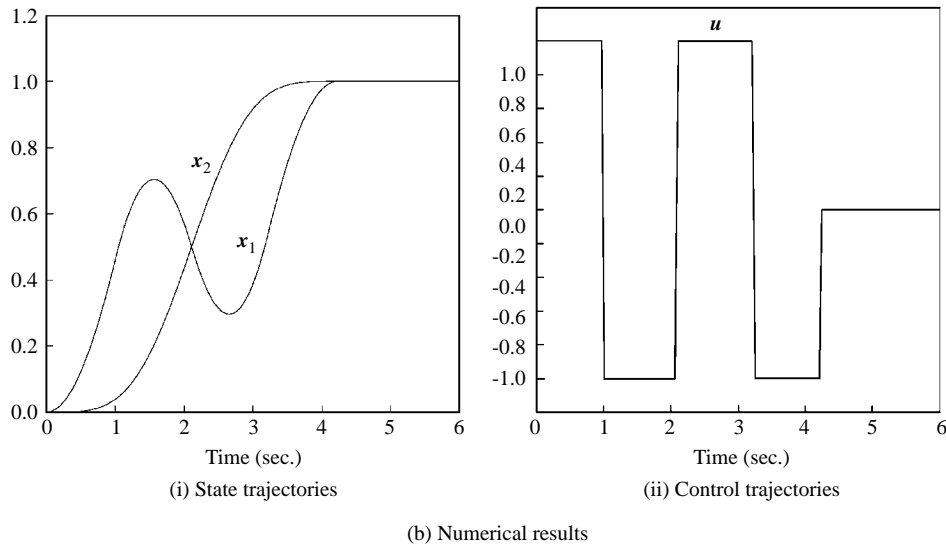 1.2
1.0
0.8
0.6
0.4
0.2
0.0
x2
x1
0 1 2 3 4 5 6
Time (sec.)
(i) State trajectories
u
1.0
0.8
0.6
0.4
0.2
0.0
-0.2
-0.4
-0.6
-0.8
-1.0
0 1 2 3 4 5 6
Time (sec.)
(ii) Control trajectories
(b) Numerical results